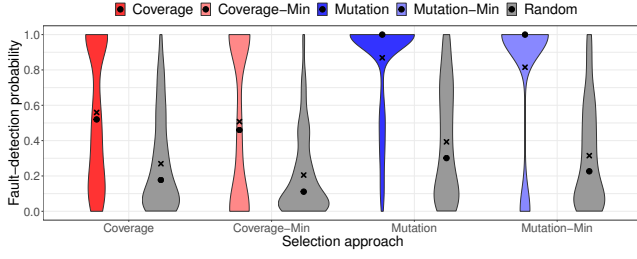 Coverage Coverage−Min Mutation Mutation−Min Random
Fault−detection probability
1.0
0.8
0.6
0.4
0.2
0.0
Coverage Coverage−Min Mutation Mutation−Min
Selection approach